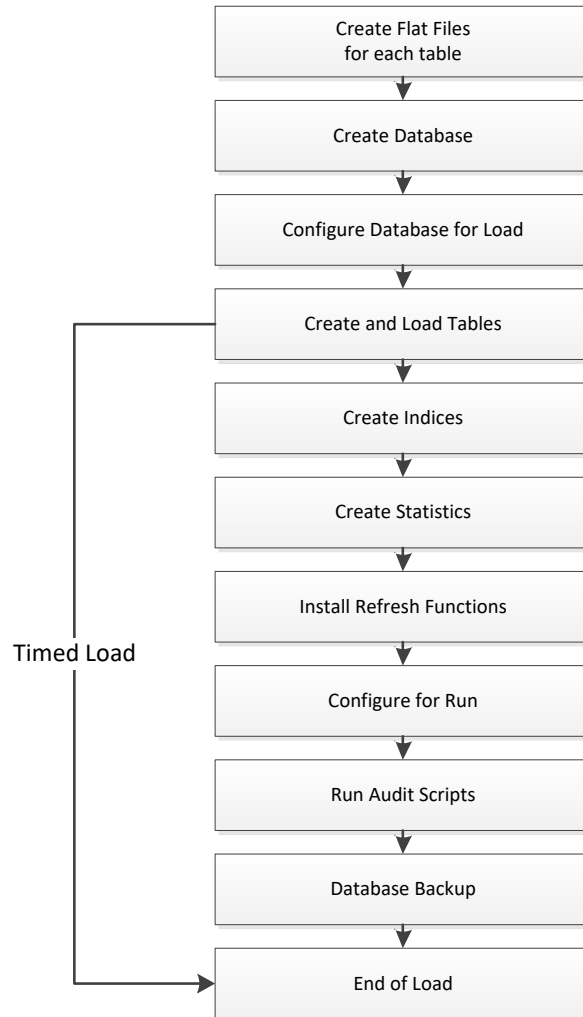 Create Flat Files
for each table
Create Database
Configure Database for Load
Create and Load Tables
Create Indices
Create Statistics
Install Refresh Functions
Timed Load
Configure for Run
Run Audit Scripts
Database Backup
End of Load